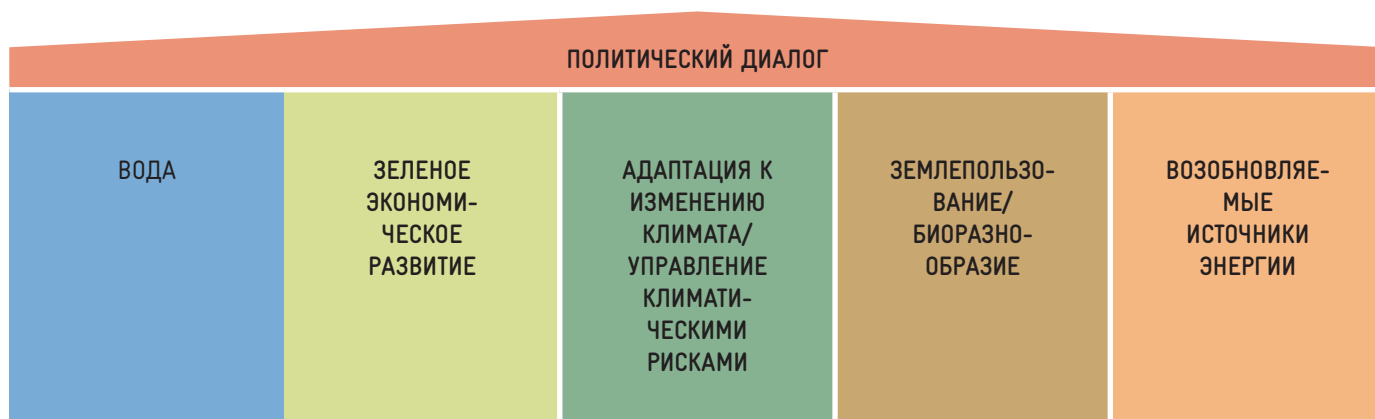 ПОЛИТИЧЕСКИЙ ДИАЛОГ
ВОДА
ЗЕЛЕНОЕ
ЭКОНОМИ-
ЧЕСКОЕ
РАЗВИТИЕ
АДАПТАЦИЯ К
ИЗМЕНЕНИЮ
КЛИМАТА/
УПРАВЛЕНИЕ
КЛИМАТИ-
ЧЕСКИМИ
РИСКАМИ
ЗЕМЛЕПОЛЬЗО-
ВАНИЕ/
БИОРАЗНО-
ОБРАЗИЕ
ВОЗОБНОВЛЯЕ-
МЫЕ
ИСТОЧНИКИ
ЭНЕРГИИ